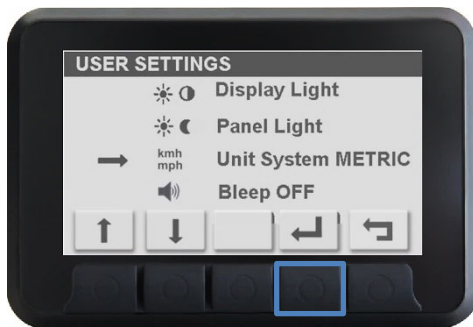 USER SETTINGS
Display Light
Panel Light
kmh
mph
Unit System METRIC
Bleep OFF